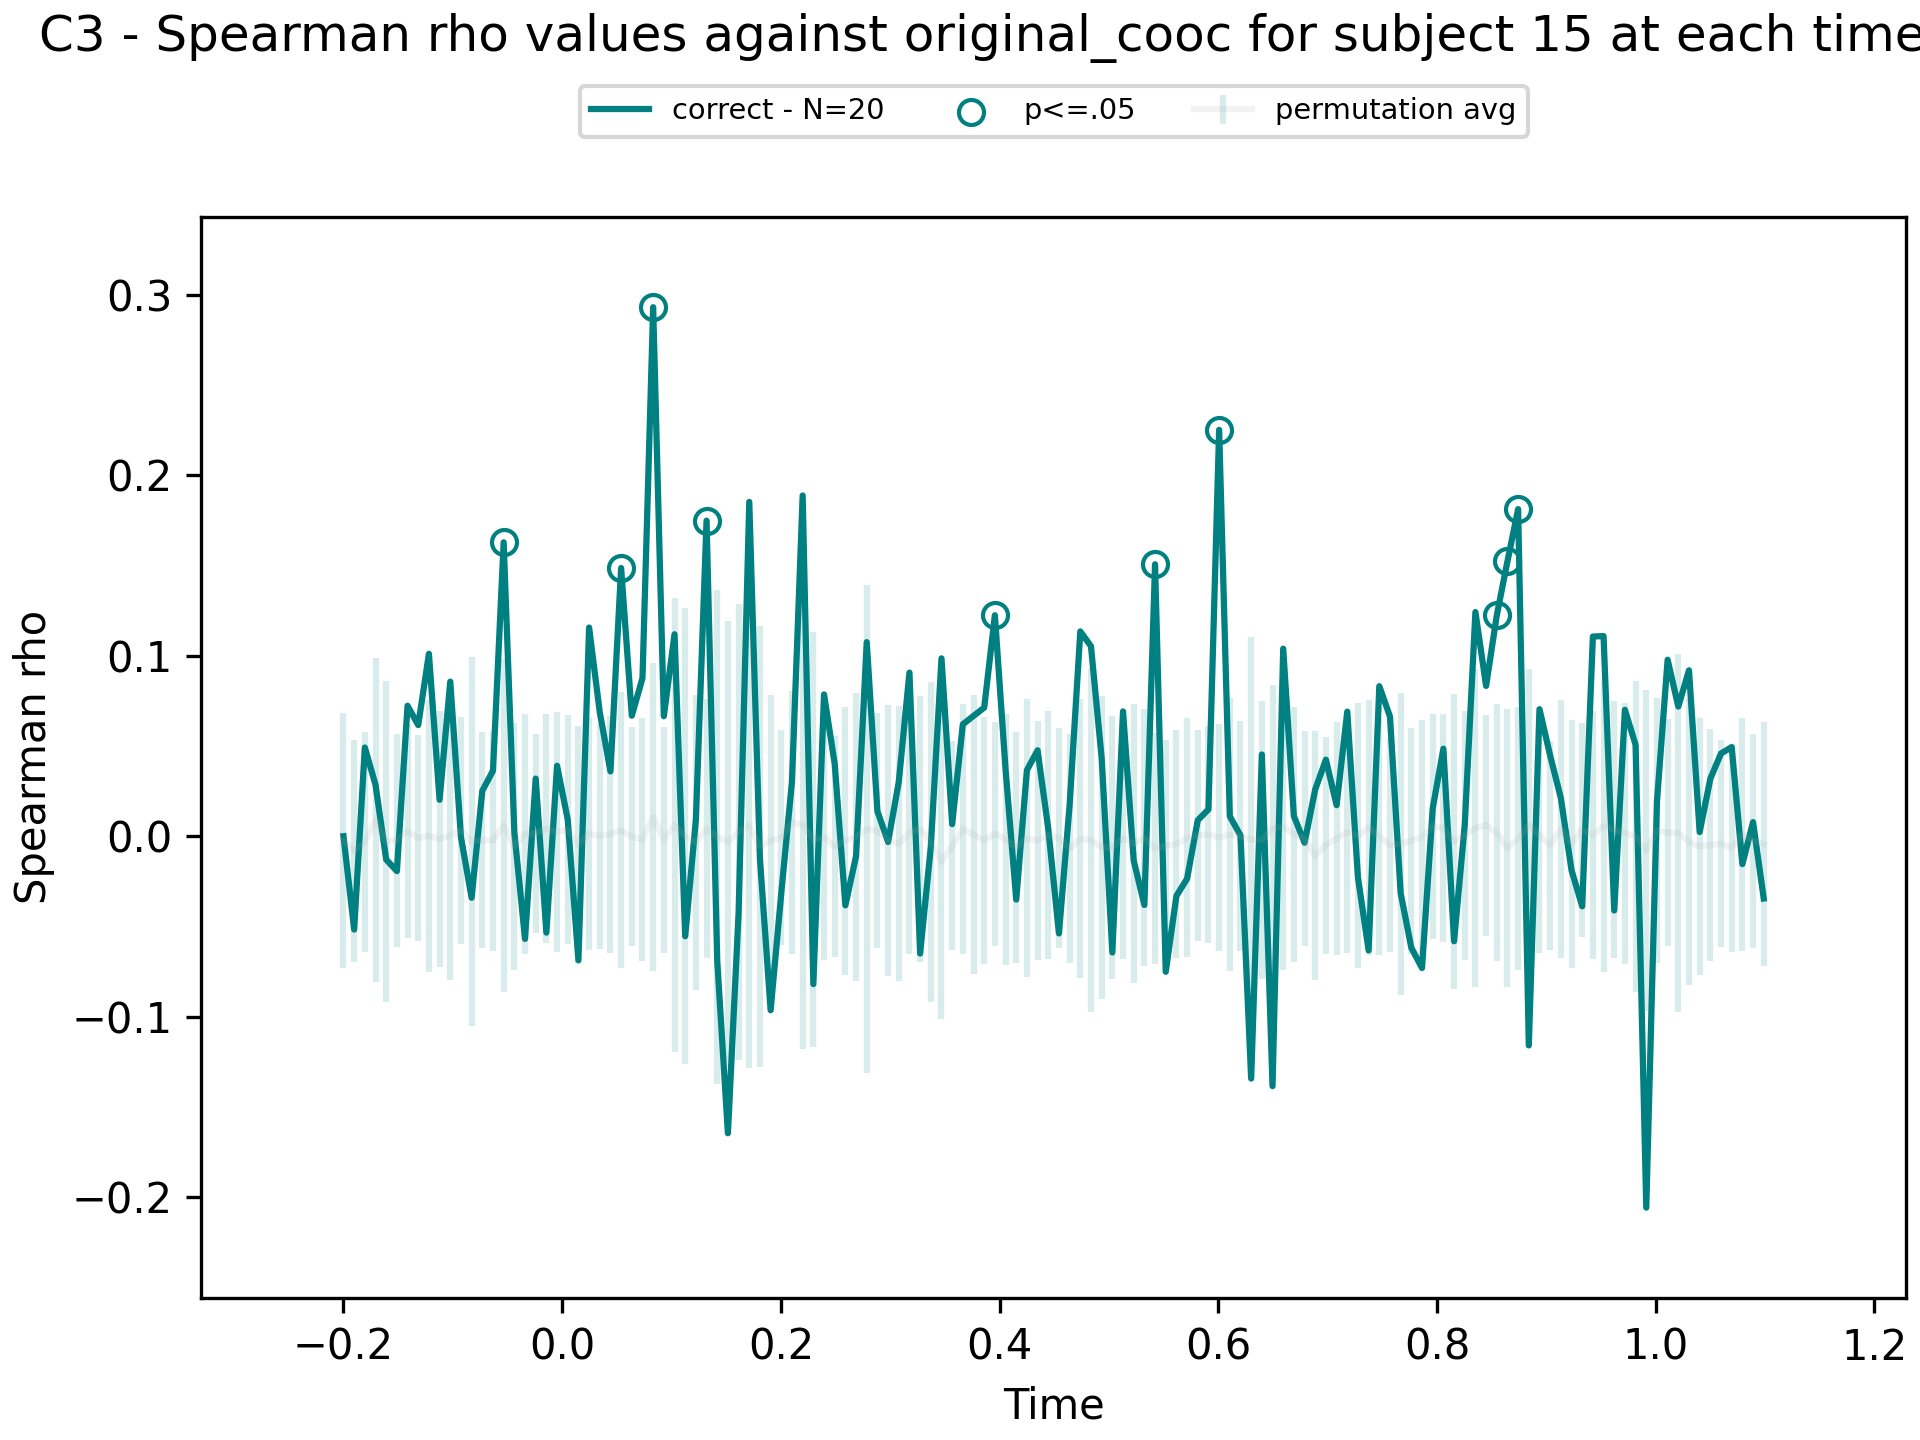 C3 - Spearman rho values against original_cooc for subject 15 at each time
correct - N=20 p<=.05 permutation avg
0.3
0.2
0.1
0.0
−0.1
−0.2
Spearman rho
−0.2 0.0 0.2 0.4 0.6 0.8 1.0 1.2
Time